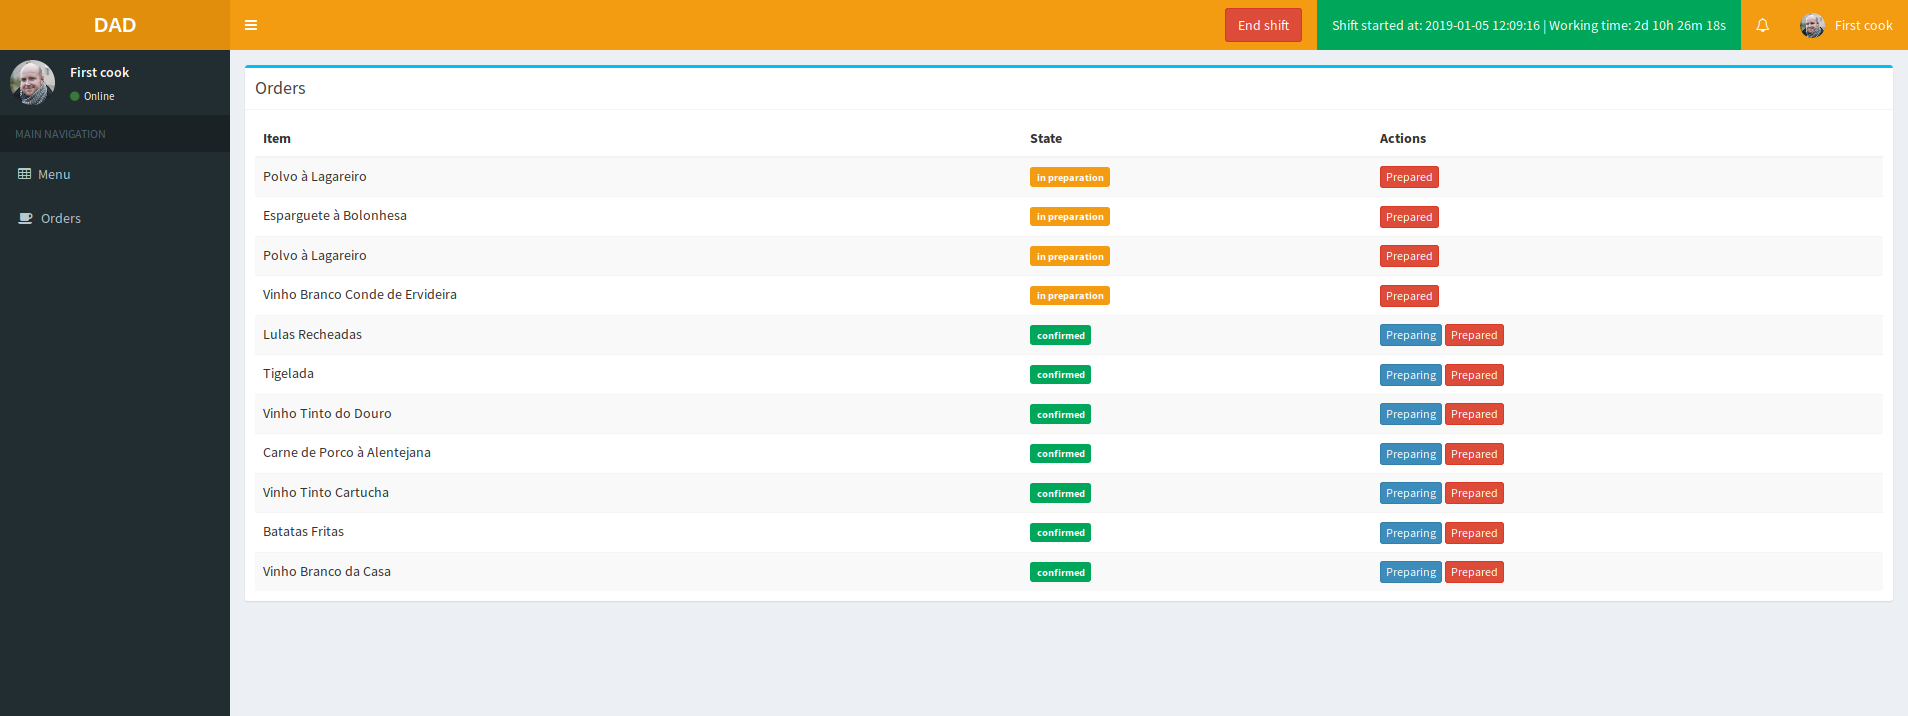 DAD
End shift
Shift started at: 2019-01-05 12:09:16 | Working time: 2d 10h 26m 18s
First cook
First cook
Online
MAIN NAVIGATION
Menu
Orders
Orders
Item State Actions
Polvo à Lagareiro in preparation Prepared
Esparguete à Bolonhesa in preparation Prepared
Polvo à Lagareiro in preparation Prepared
Vinho Branco Conde de Ervideira in preparation Prepared
Lulas Recheadas confirmed Preparing Prepared
Tigelada confirmed Preparing Prepared
Vinho Tinto do Douro confirmed Preparing Prepared
Carne de Porco à Alentejana confirmed Preparing Prepared
Vinho Tinto Cartucha confirmed Preparing Prepared
Batatas Fritas confirmed Preparing Prepared
Vinho Branco da Casa confirmed Preparing Prepared